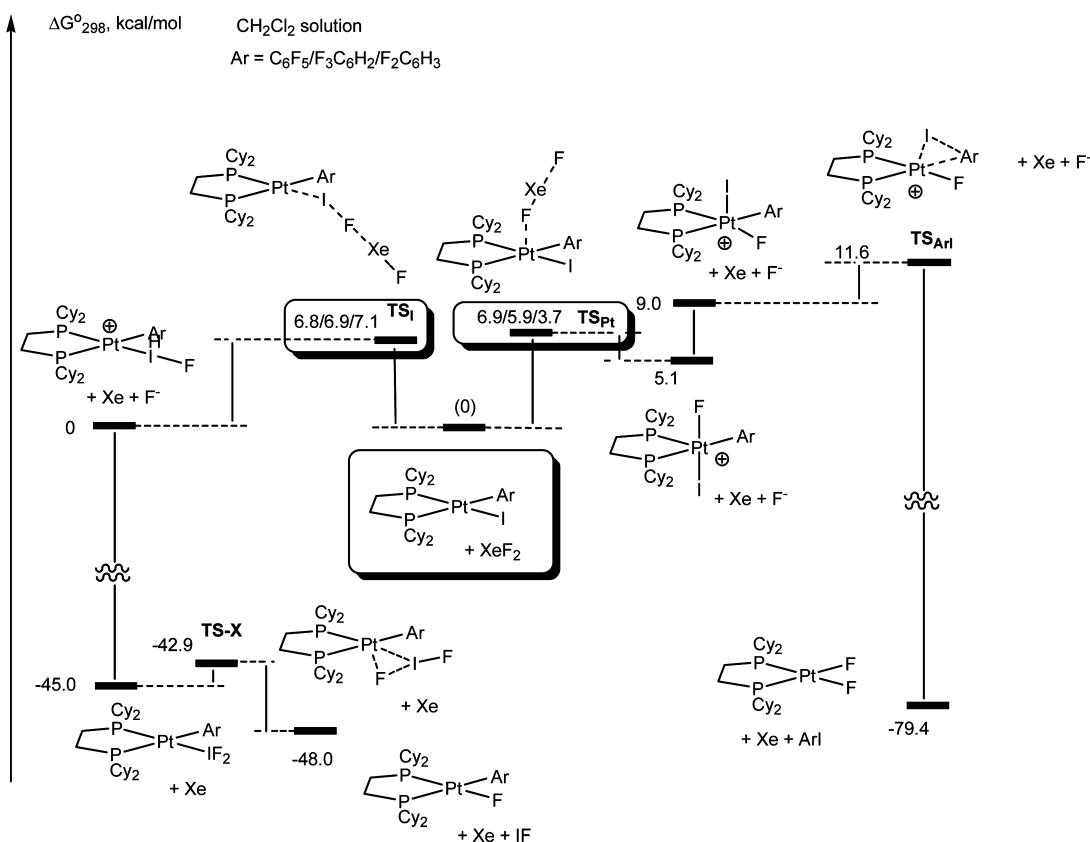 ΔG°298, kcal/mol
CH2Cl2 solution
Ar = C6F5/F3C6H2/F2C6H3
Cy2
P
P
Cy2
Pt
Ar
I
F
Xe
F
F
Xe
F
Cy2
P
P
Cy2
Pt
Ar
I
Cy2
P
P
Cy2
I
Pt
Ar
F
⊕
+ Xe + F-
Cy2
P
P
Cy2
I
Pt
Ar
F
⊕
+ Xe + F-
TSArI
11.6
9.0
TSI
6.8/6.9/7.1
6.9/5.9/3.7
TSPt
5.1
⊕
Cy2
P
P
Cy2
Pt
Ar
H
I
F
+ Xe + F-
0
(0)
Cy2
P
P
Cy2
F
Pt
Ar
⊕
I
+ Xe + F-
Cy2
P
P
Cy2
Pt
Ar
I
+ XeF2
TS-X
-42.9
-45.0
Cy2
P
P
Cy2
Pt
Ar
I
F
F
+ Xe
Cy2
P
P
Cy2
Pt
Ar
IF2
+ Xe
-48.0
Cy2
P
P
Cy2
Pt
Ar
F
+ Xe + IF
Cy2
P
P
Cy2
Pt
F
F
+ Xe + ArI
-79.4